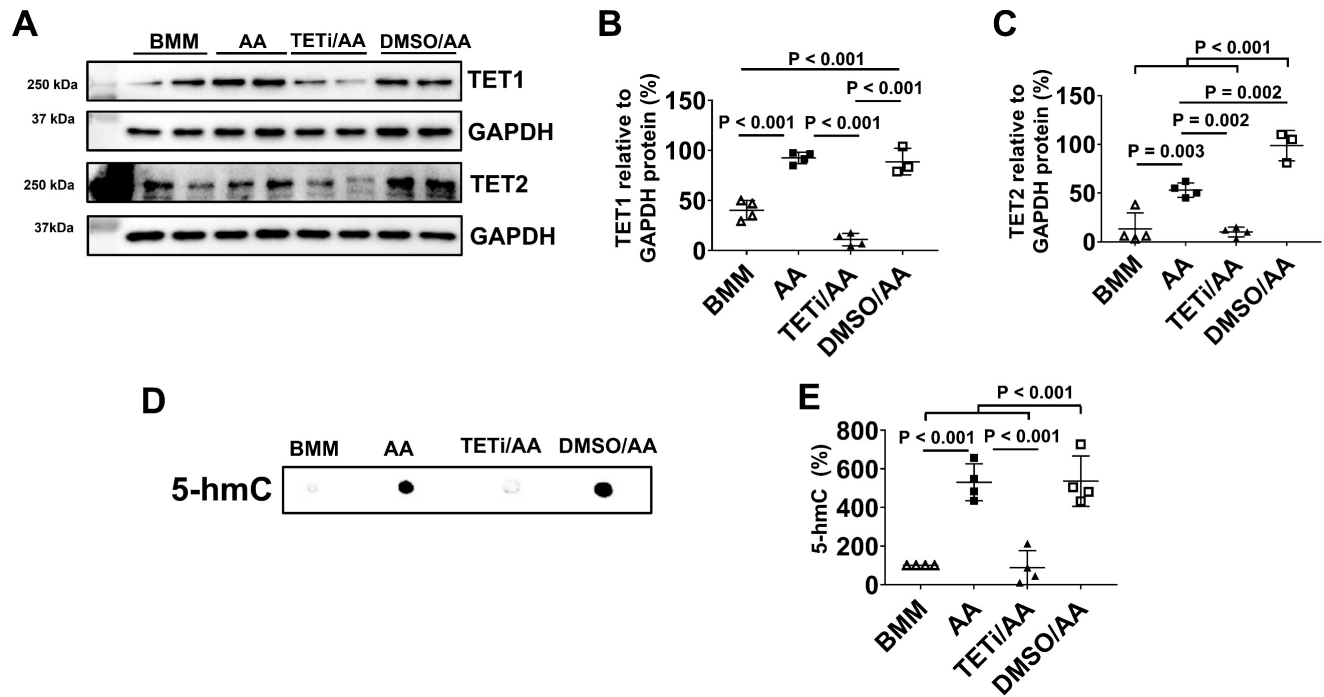 A
BMM AA TETi/AA DMSO/AA
250 kDa TET1
37 kDa GAPDH
250 kDa TET2
37kDa GAPDH
B
TET1 relative to
GAPDH protein (%)
150
100
50
0
P < 0.001
P < 0.001
P < 0.001 P < 0.001
BMM AA TETi/AA DMSO/AA
C
TET2 relative to
GAPDH protein (%)
150
100
50
0
P < 0.001
P = 0.002
P = 0.002
P = 0.003
BMM AA TETi/AA DMSO/AA
D
BMM AA TETi/AA DMSO/AA
5-hmC
E
5-hmC (%)
800
600
400
200
0
P < 0.001
P < 0.001 P < 0.001
BMM AA TETi/AA DMSO/AA